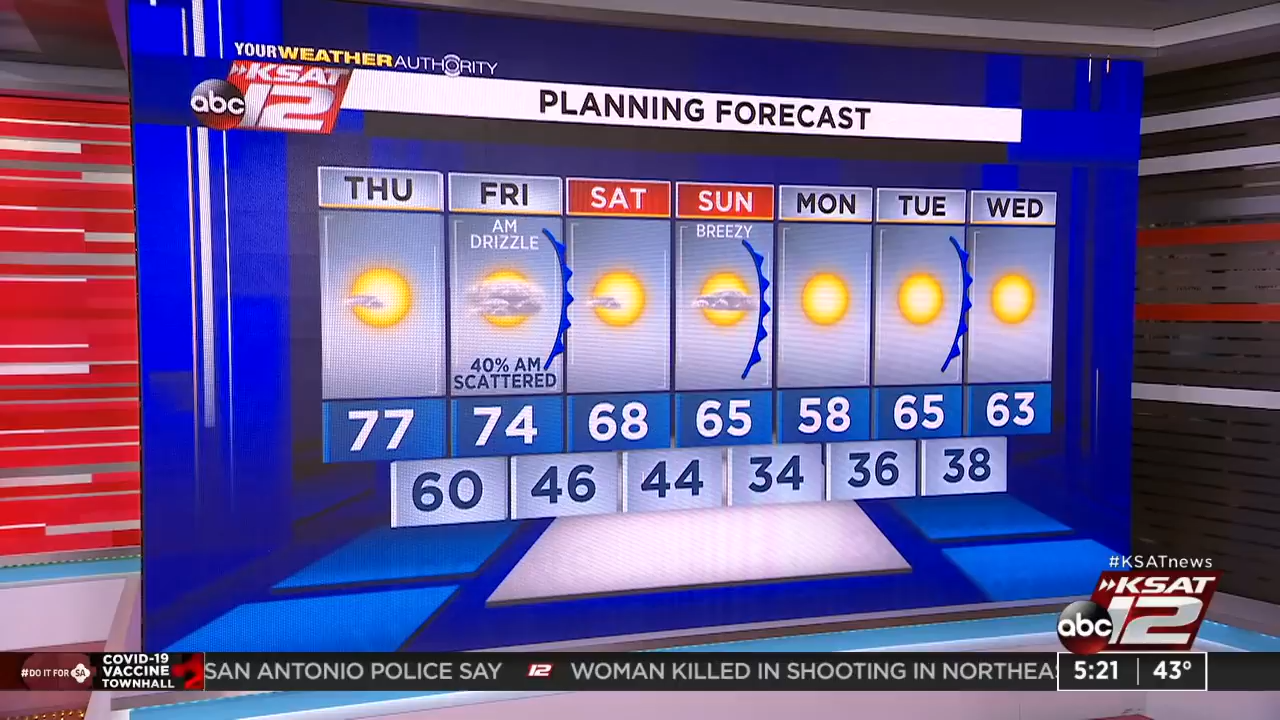 YOUR WEATHER AUTHORITY
»KSAT
abc 12
PLANNING FORECAST
THU FRI SAT SUN MON TUE WED
AM
DRIZZLE
BREEZY
40% AM
SCATTERED
77 74 68 65 58 65 63
60 46 44 34 36 38
#KSATnews
»KSAT
abc 12
#DO IT FOR SA
COVID-19
VACCINE
TOWNHALL
SAN ANTONIO POLICE SAY 12 WOMAN KILLED IN SHOOTING IN NORTHEA
5:21 43°